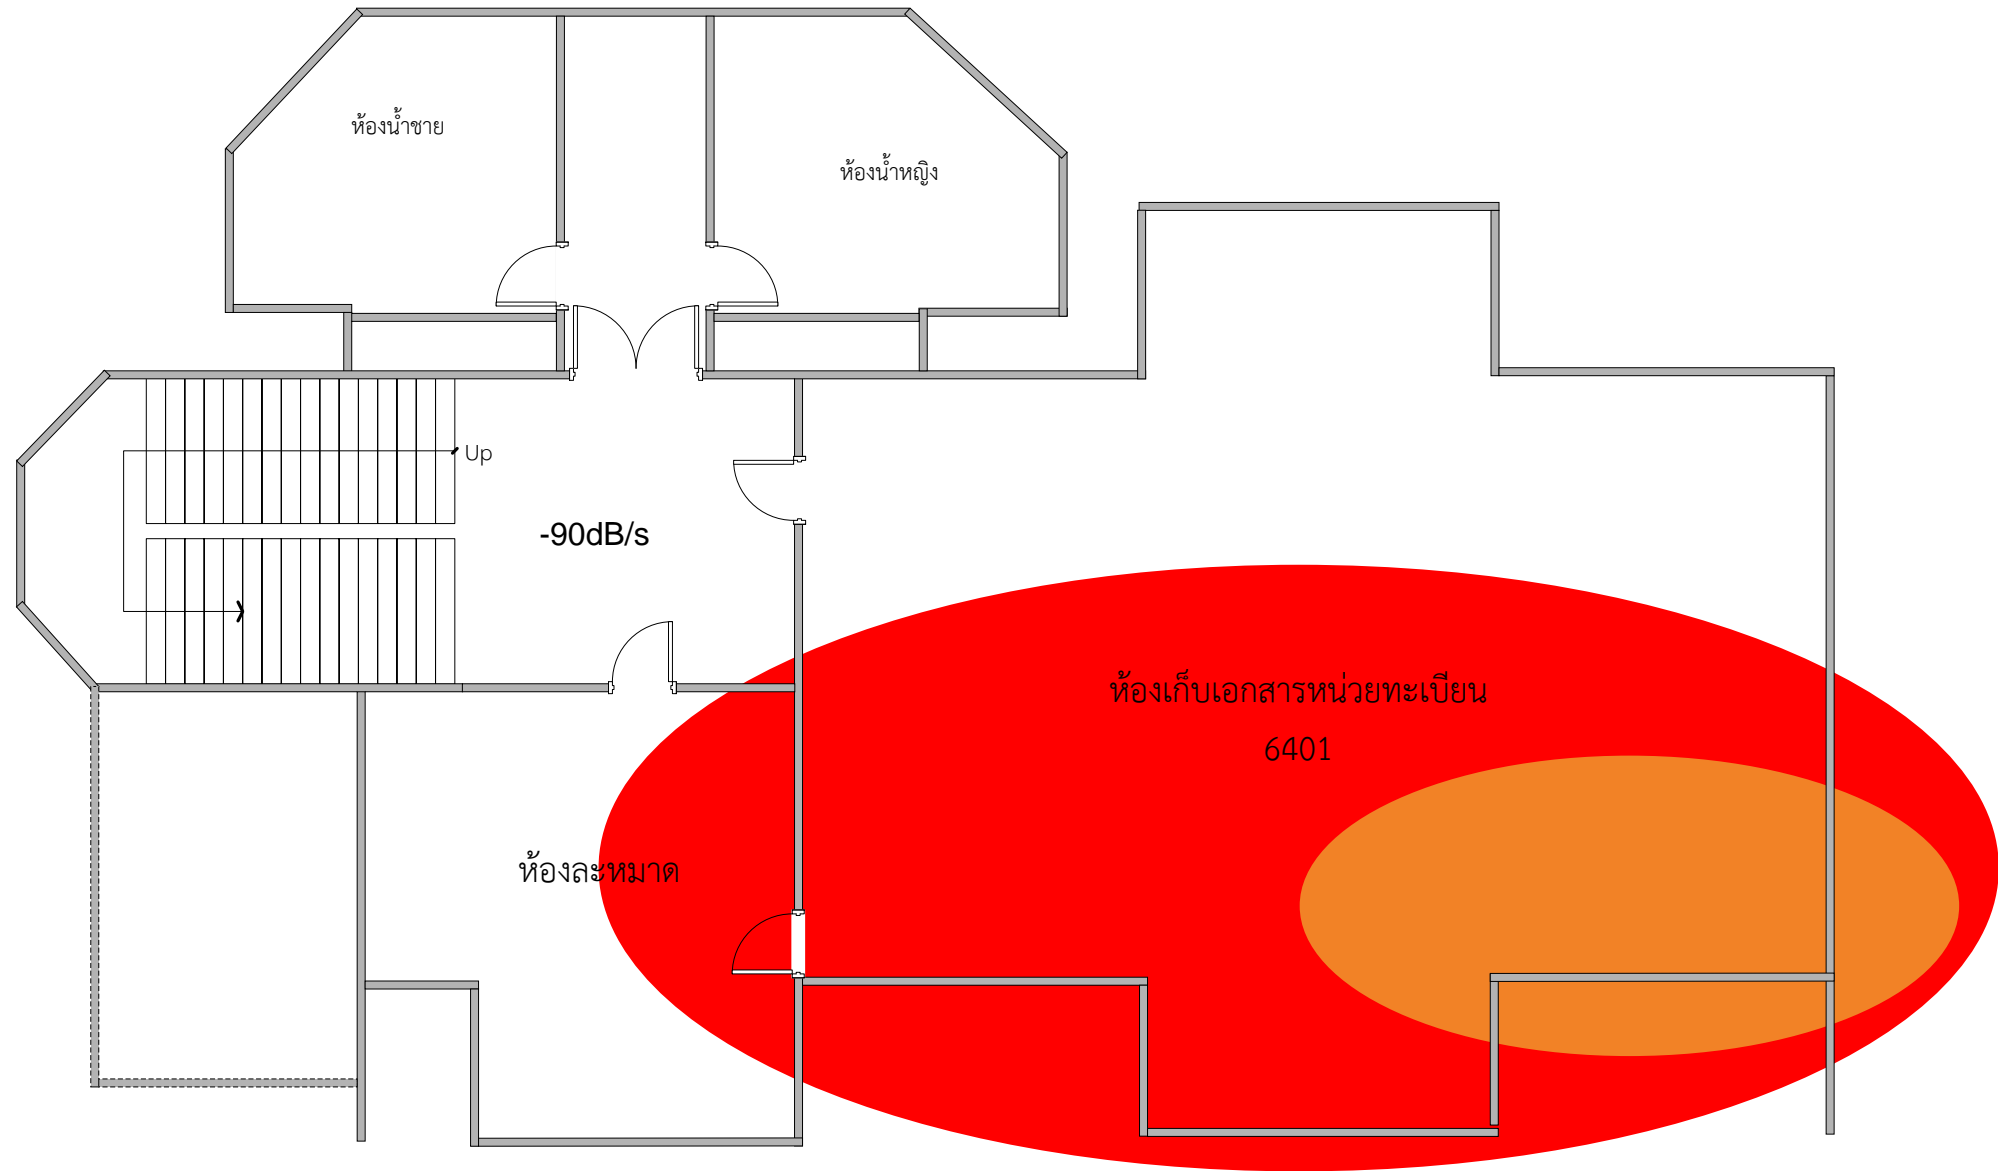 ห้องน้ำชาย
ห้องน้ำหญิง
Up
-90dB/s
ห้องเก็บเอกสารหน่วยทะเบียน
6401
ห้องละหมาด